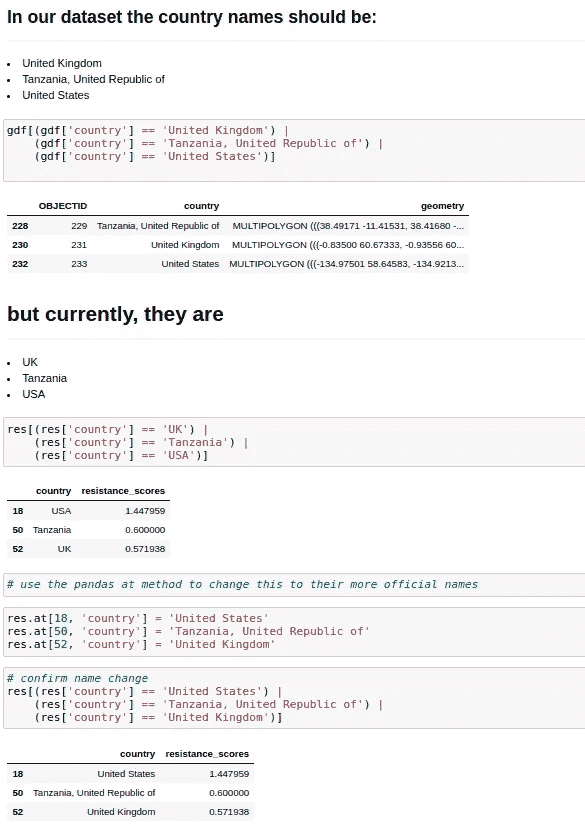 In our dataset the country names should be:
• United Kingdom
• Tanzania, United Republic of
• United States
gdf[(gdf['country'] == 'United Kingdom') |
(gdf['country'] == 'Tanzania, United Republic of') |
(gdf['country'] == 'United States')]
OBJECTID country geometry
228 229 Tanzania, United Republic of MULTIPOLYGON (((38.49171 -11.41531, 38.41680 -...
230 231 United Kingdom MULTIPOLYGON (((-0.83500 60.67333, -0.93556 60...
232 233 United States MULTIPOLYGON (((-134.97501 58.64583, -134.9213...
but currently, they are
• UK
• Tanzania
• USA
res[(res['country'] == 'UK') |
(res['country'] == 'Tanzania') |
(res['country'] == 'USA')]
country resistance_scores
18 USA 1.447959
50 Tanzania 0.600000
52 UK 0.571938
# use the pandas at method to change this to their more official names
res.at[18, 'country'] = 'United States'
res.at[50, 'country'] = 'Tanzania, United Republic of'
res.at[52, 'country'] = 'United Kingdom'
# confirm name change
res[(res['country'] == 'United States') |
(res['country'] == 'Tanzania, United Republic of') |
(res['country'] == 'United Kingdom')]
country resistance_scores
18 United States 1.447959
50 Tanzania, United Republic of 0.600000
52 United Kingdom 0.571938